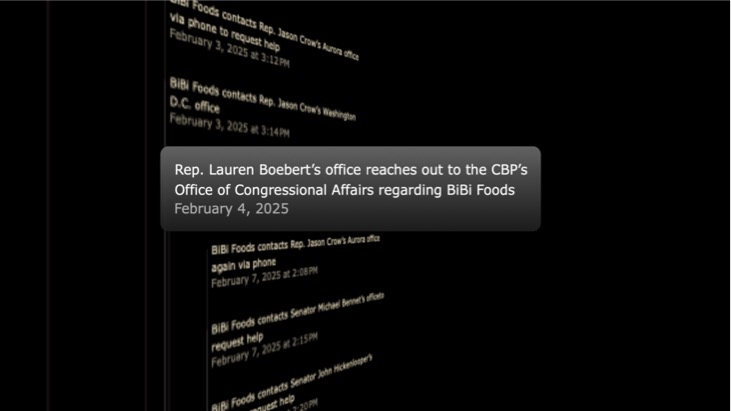 BiBi Foods contacts Rep. Jason Crow's Aurora office
via phone to request help
February 3, 2025 at 3:12PM
BiBi Foods contacts Rep. Jason Crow's Washington
D.C. office
February 3, 2025 at 3:14PM
Rep. Lauren Boebert’s office reaches out to the CBP’s
Office of Congressional Affairs regarding BiBi Foods
February 4, 2025
BiBi Foods contacts Rep. Jason Crow's Aurora office
again via phone
February 7, 2025 at 2:08PM
BiBi Foods contacts Senator Michael Bennet's office to
request help
February 7, 2025 at 2:15PM
BiBi Foods contacts Senator John Hickenlooper's
request help
7:20PM